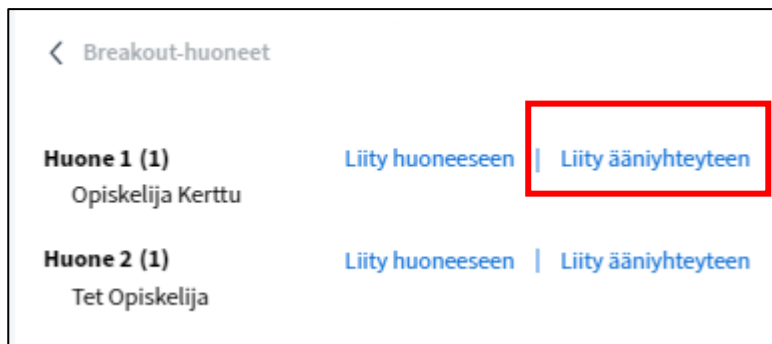 Breakout-huoneet
Huone 1 (1) Liity huoneeseen | Liity ääniyhteyteen
Opiskelija Kerttu
Huone 2 (1) Liity huoneeseen | Liity ääniyhteyteen
Tet Opiskelija